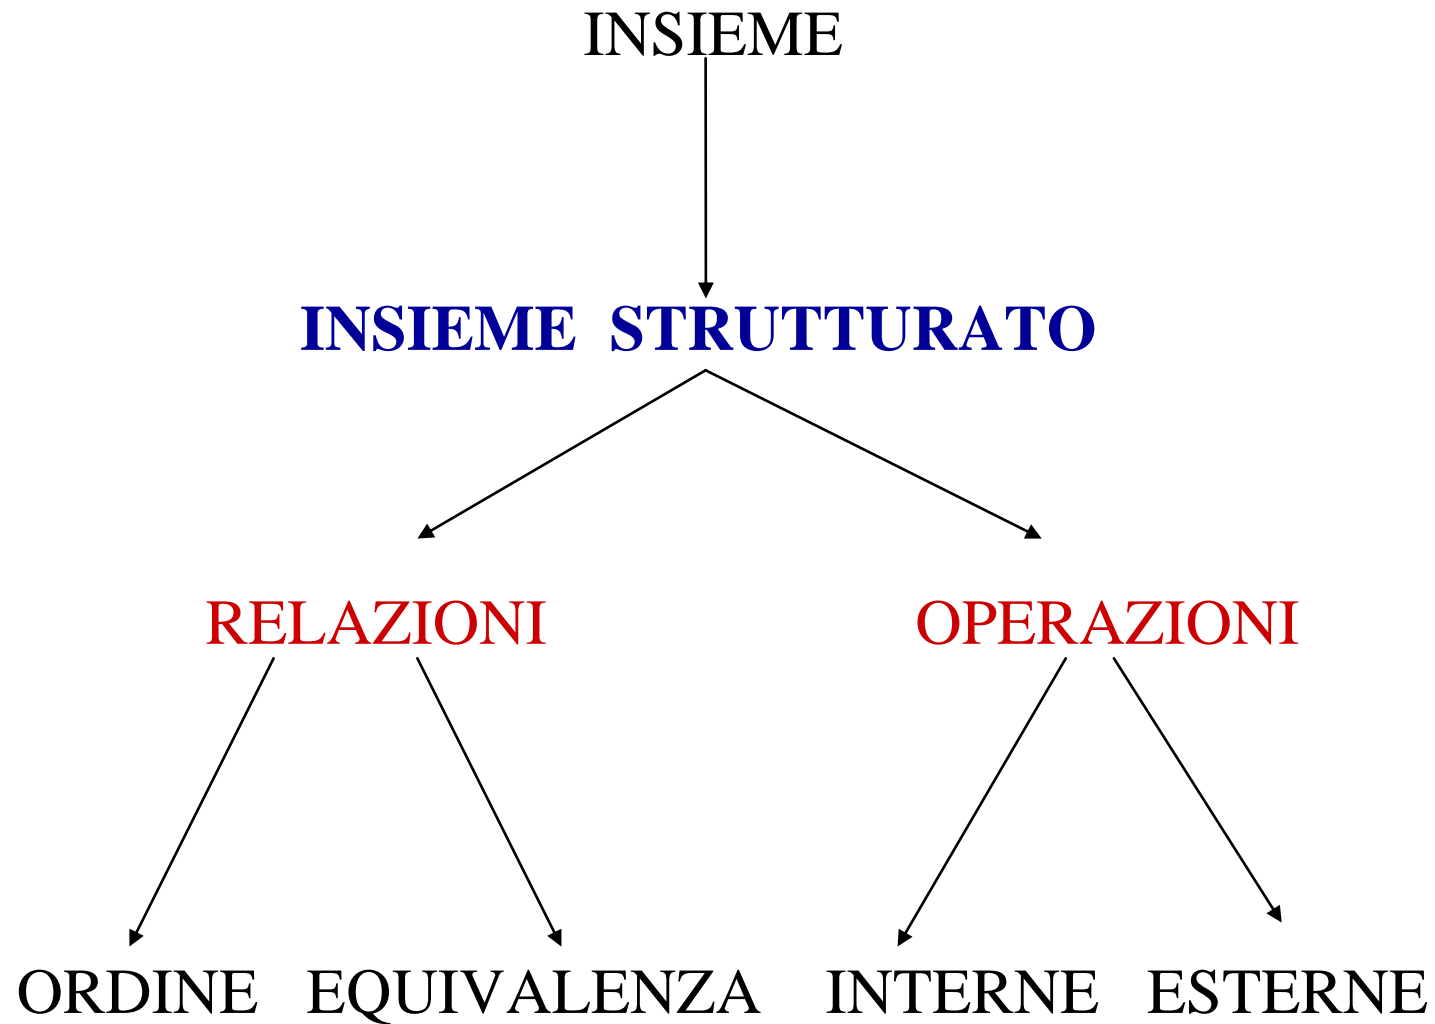 INSIEME
INSIEME STRUTTURATO
RELAZIONI OPERAZIONI
ORDINE EQUIVALENZA INTERNE ESTERNE